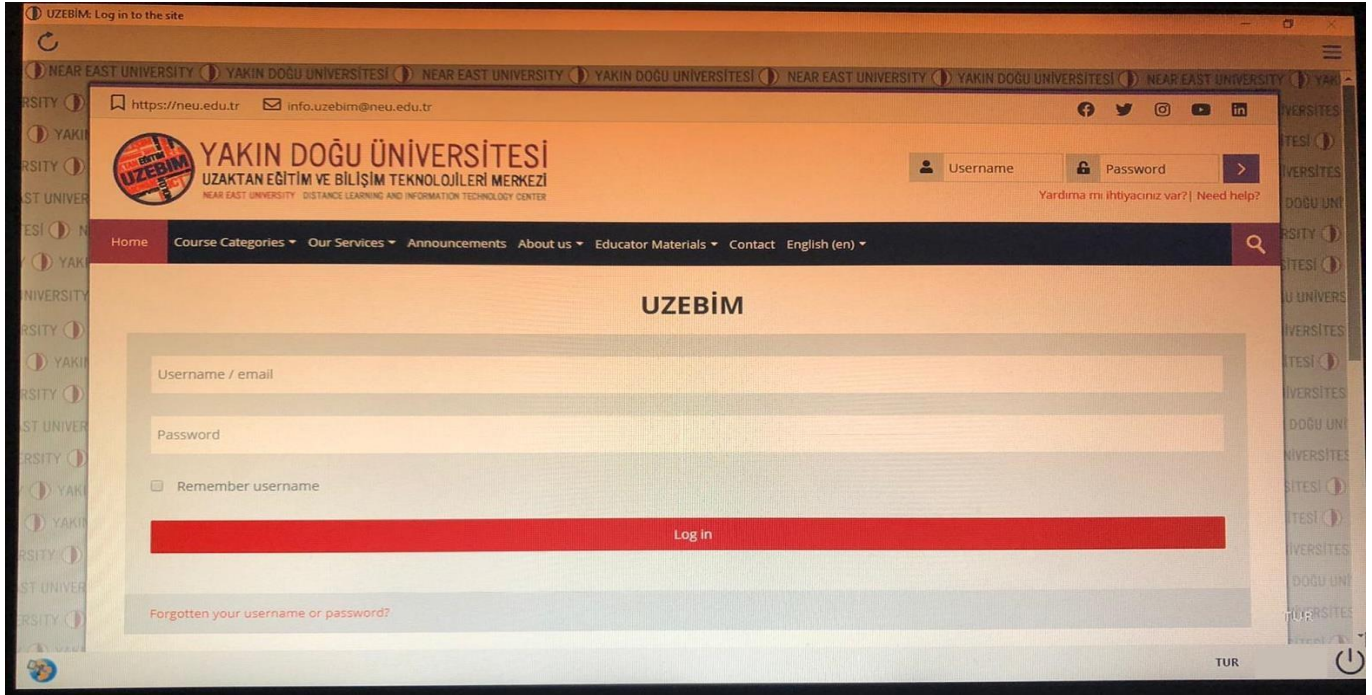 UZEBİM: Log in to the site
NEAR EAST UNIVERSITY YAKIN DOĞU ÜNİVERSİTESİ NEAR EAST UNIVERSITY YAKIN DOĞU ÜNİVERSİTESİ NEAR EAST UNIVERSITY YAKIN DOĞU ÜNİVERSİTESİ NEAR EAST UNIVERSITY
https://neu.edu.tr info.uzebim@neu.edu.tr
UZEBİM
EĞİTİM
YAKIN DOĞU ÜNİVERSİTESİ
UZAKTAN EĞİTİM VE BİLİŞİM TEKNOLOJİLERİ MERKEZİ
NEAR EAST UNIVERSITY DISTANCE LEARNING AND INFORMATION TECHNOLOGY CENTER
Username Password
Yardıma mı ihtiyacınız var?| Need help?
Home Course Categories Our Services Announcements About us Educator Materials Contact English (en)
UZEBİM
Username / email
Password
Remember username
Log in
Forgotten your username or password?
TUR
TUR